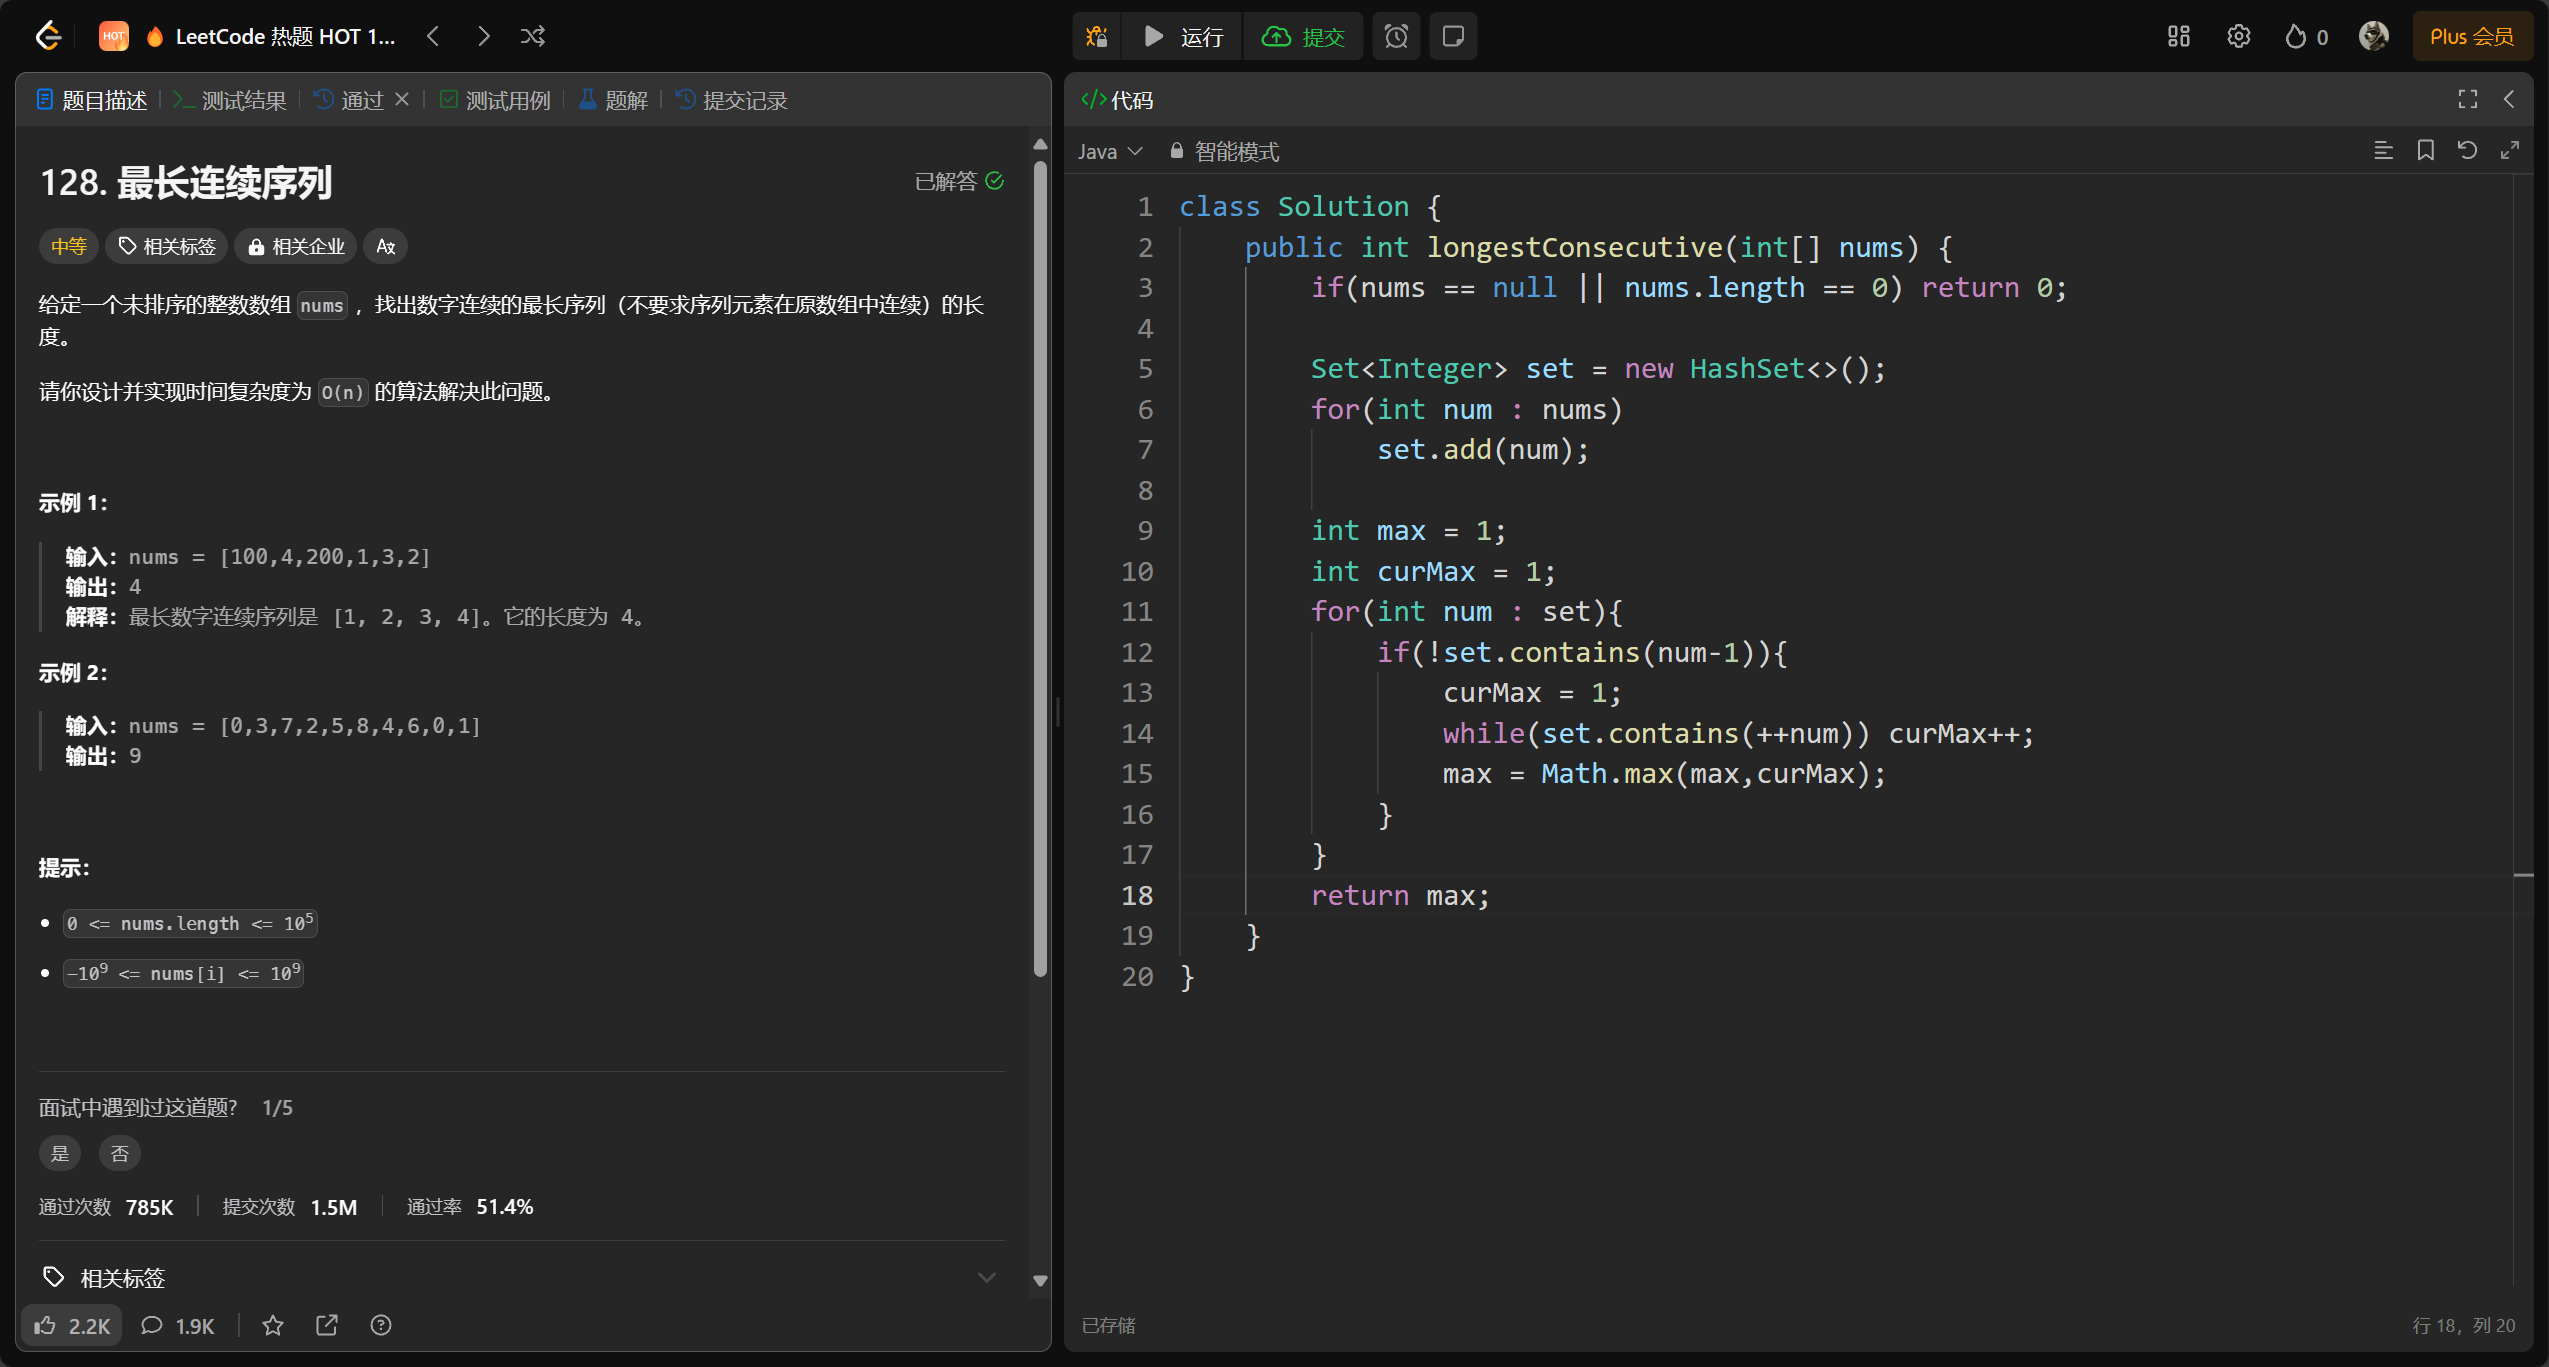 HOT
LeetCode 热题 HOT 1...
运行
提交
0
Plus 会员
题目描述
测试结果
通过
测试用例
题解
提交记录
128. 最长连续序列
已解答
中等
相关标签
相关企业
给定一个未排序的整数数组 nums ，找出数字连续的最长序列（不要求序列元素在原数组中连续）的长
度。
请你设计并实现时间复杂度为 O(n) 的算法解决此问题。
示例 1：
输入：nums = [100,4,200,1,3,2]
输出：4
解释：最长数字连续序列是 [1, 2, 3, 4]。它的长度为 4。
示例 2：
输入：nums = [0,3,7,2,5,8,4,6,0,1]
输出：9
提示：
0 <= nums.length <= 10⁵
-10⁹ <= nums[i] <= 10⁹
面试中遇到过这道题? 1/5
是
否
通过次数 785K
提交次数 1.5M
通过率 51.4%
相关标签
2.2K
1.9K
</> 代码
Java
智能模式
1 class Solution {
2     public int longestConsecutive(int[] nums) {
3         if(nums == null || nums.length == 0) return 0;
4
5         Set<Integer> set = new HashSet<>();
6         for(int num : nums)
7             set.add(num);
8
9         int max = 1;
10         int curMax = 1;
11         for(int num : set){
12             if(!set.contains(num-1)){
13                 curMax = 1;
14                 while(set.contains(++num)) curMax++;
15                 max = Math.max(max,curMax);
16             }
17         }
18         return max;
19     }
20 }
已存储
行 18，列 20